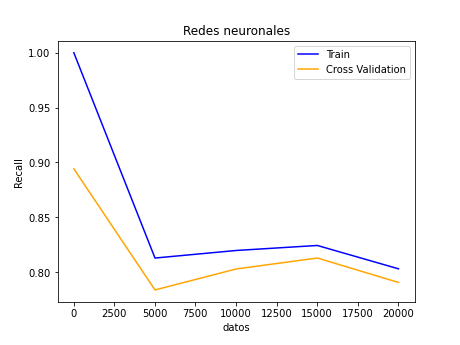 Redes neuronales
Train
Cross Validation
1.00
0.95
0.90
0.85
0.80
Recall
0 2500 5000 7500 10000 12500 15000 17500 20000
datos